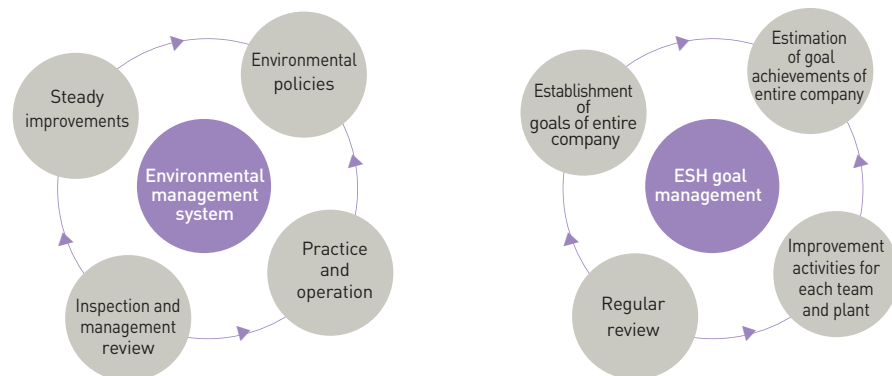 Steady
improvements
Environmental
policies
Environmental
management
system
Practice
and
operation
Inspection and
management
review
Establishment
of
goals of entire
company
Estimation
of goal
achievements of
entire company
ESH goal
management
Improvement
activities for
each team
and plant
Regular
review